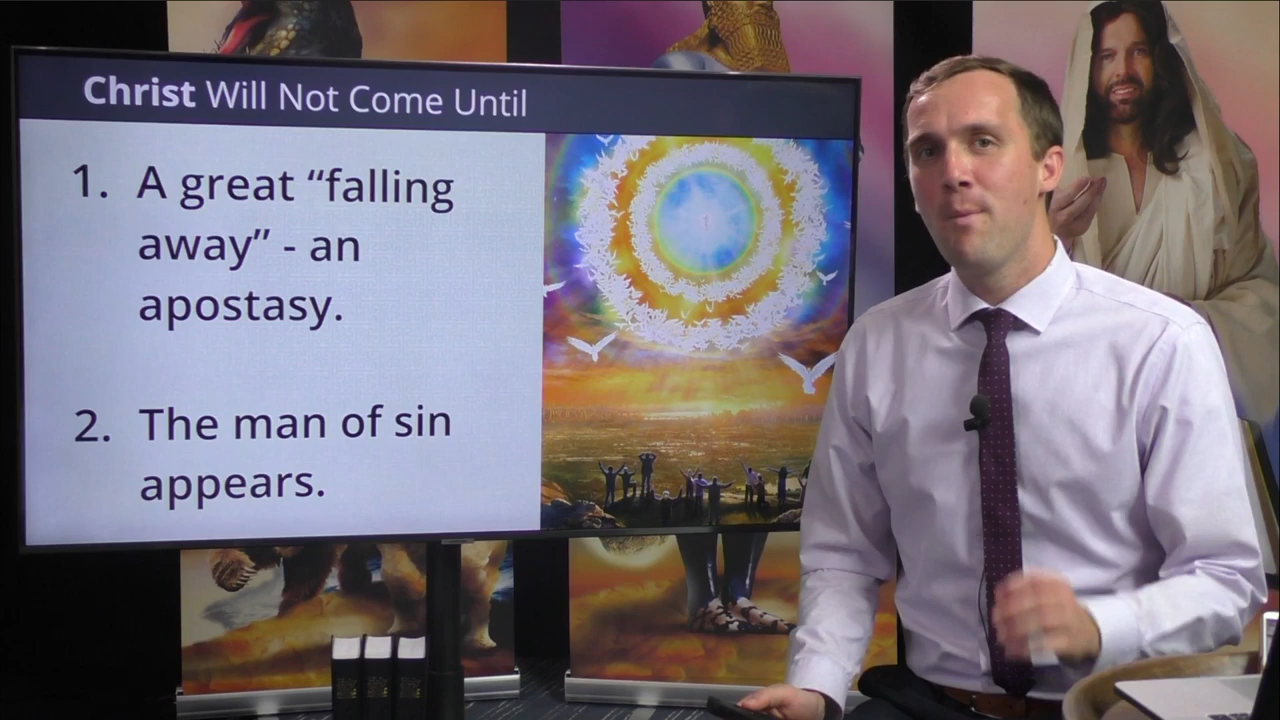 Christ Will Not Come Until
1. A great “falling
away” - an
apostasy.
2. The man of sin
appears.